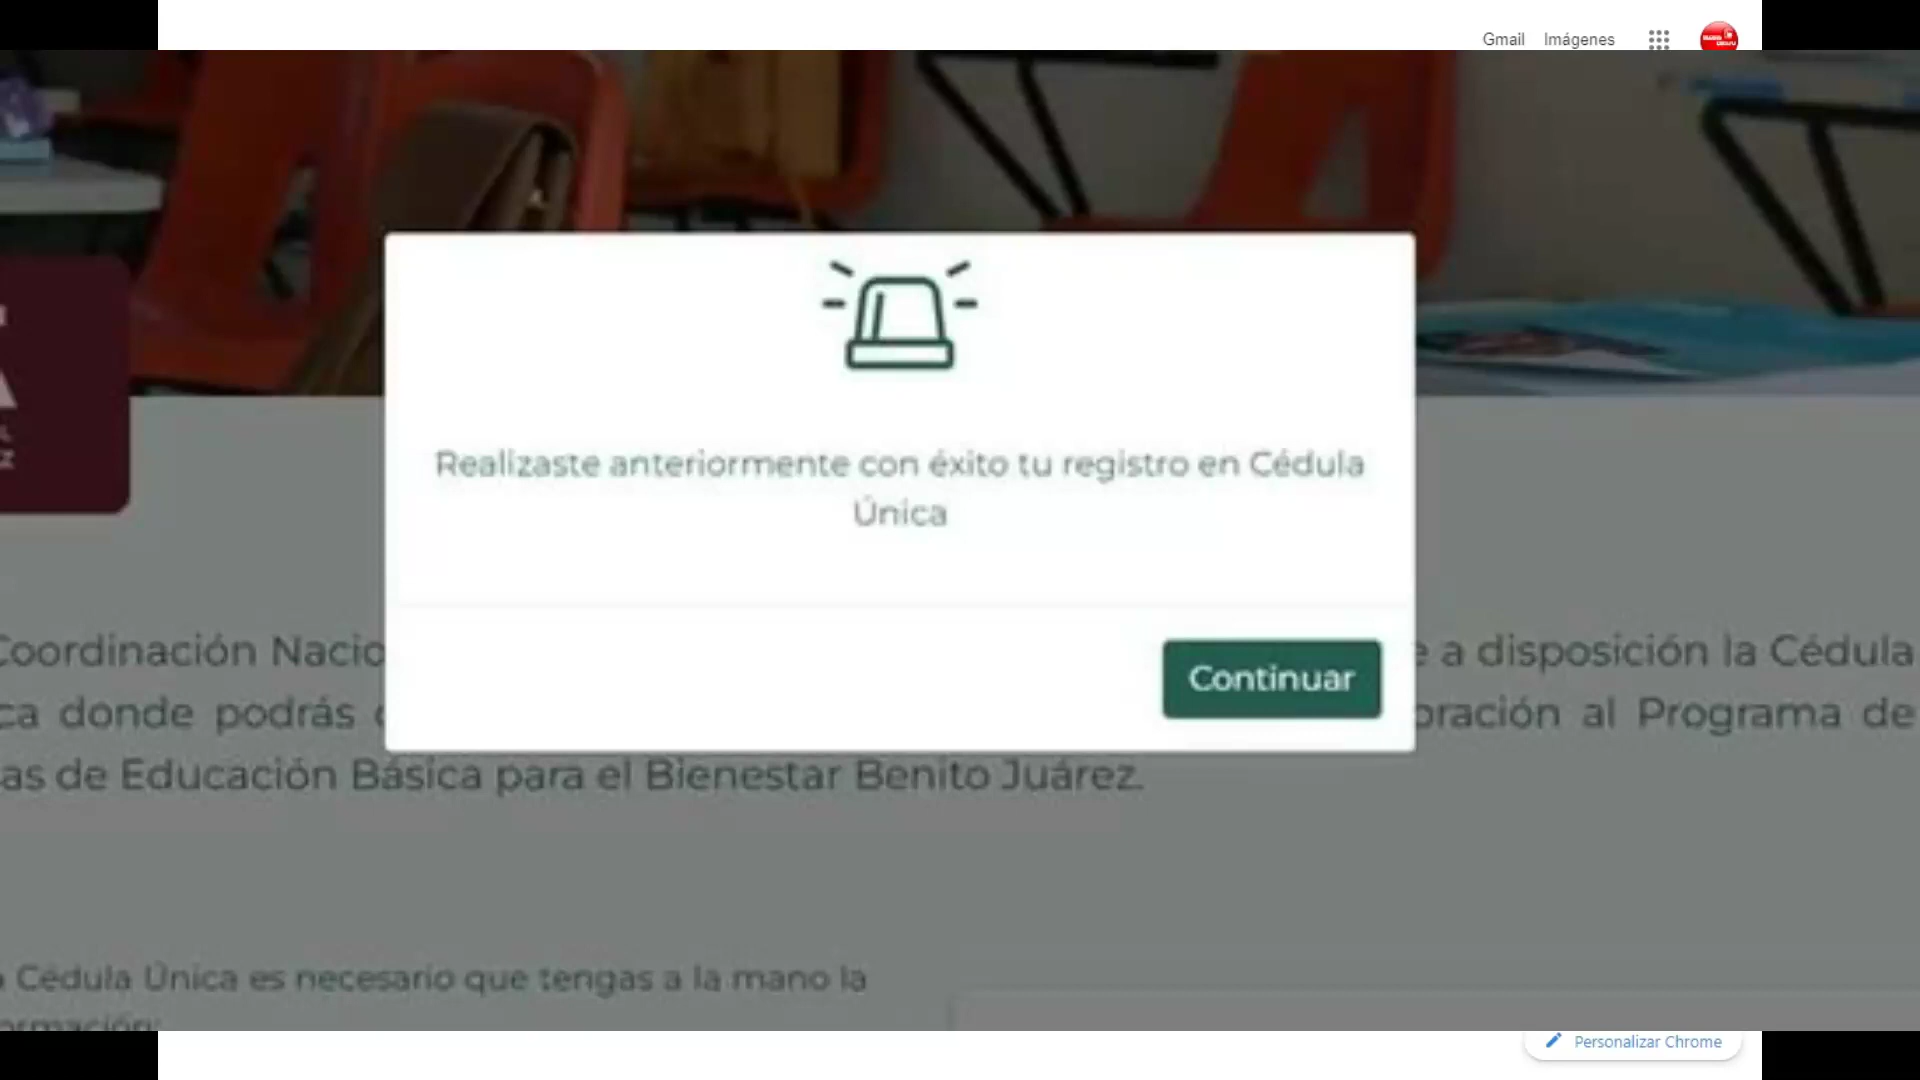 Gmail Imágenes
Realizaste anteriormente con éxito tu registro en Cédula
Única
Continuar
Coordinación Nacio
e a disposición la Cédula
ca donde podrás
oración al Programa de
as de Educación Básica para el Bienestar Benito Juárez.
Cédula Única es necesario que tengas a la mano la
ormación:
Personalizar Chrome